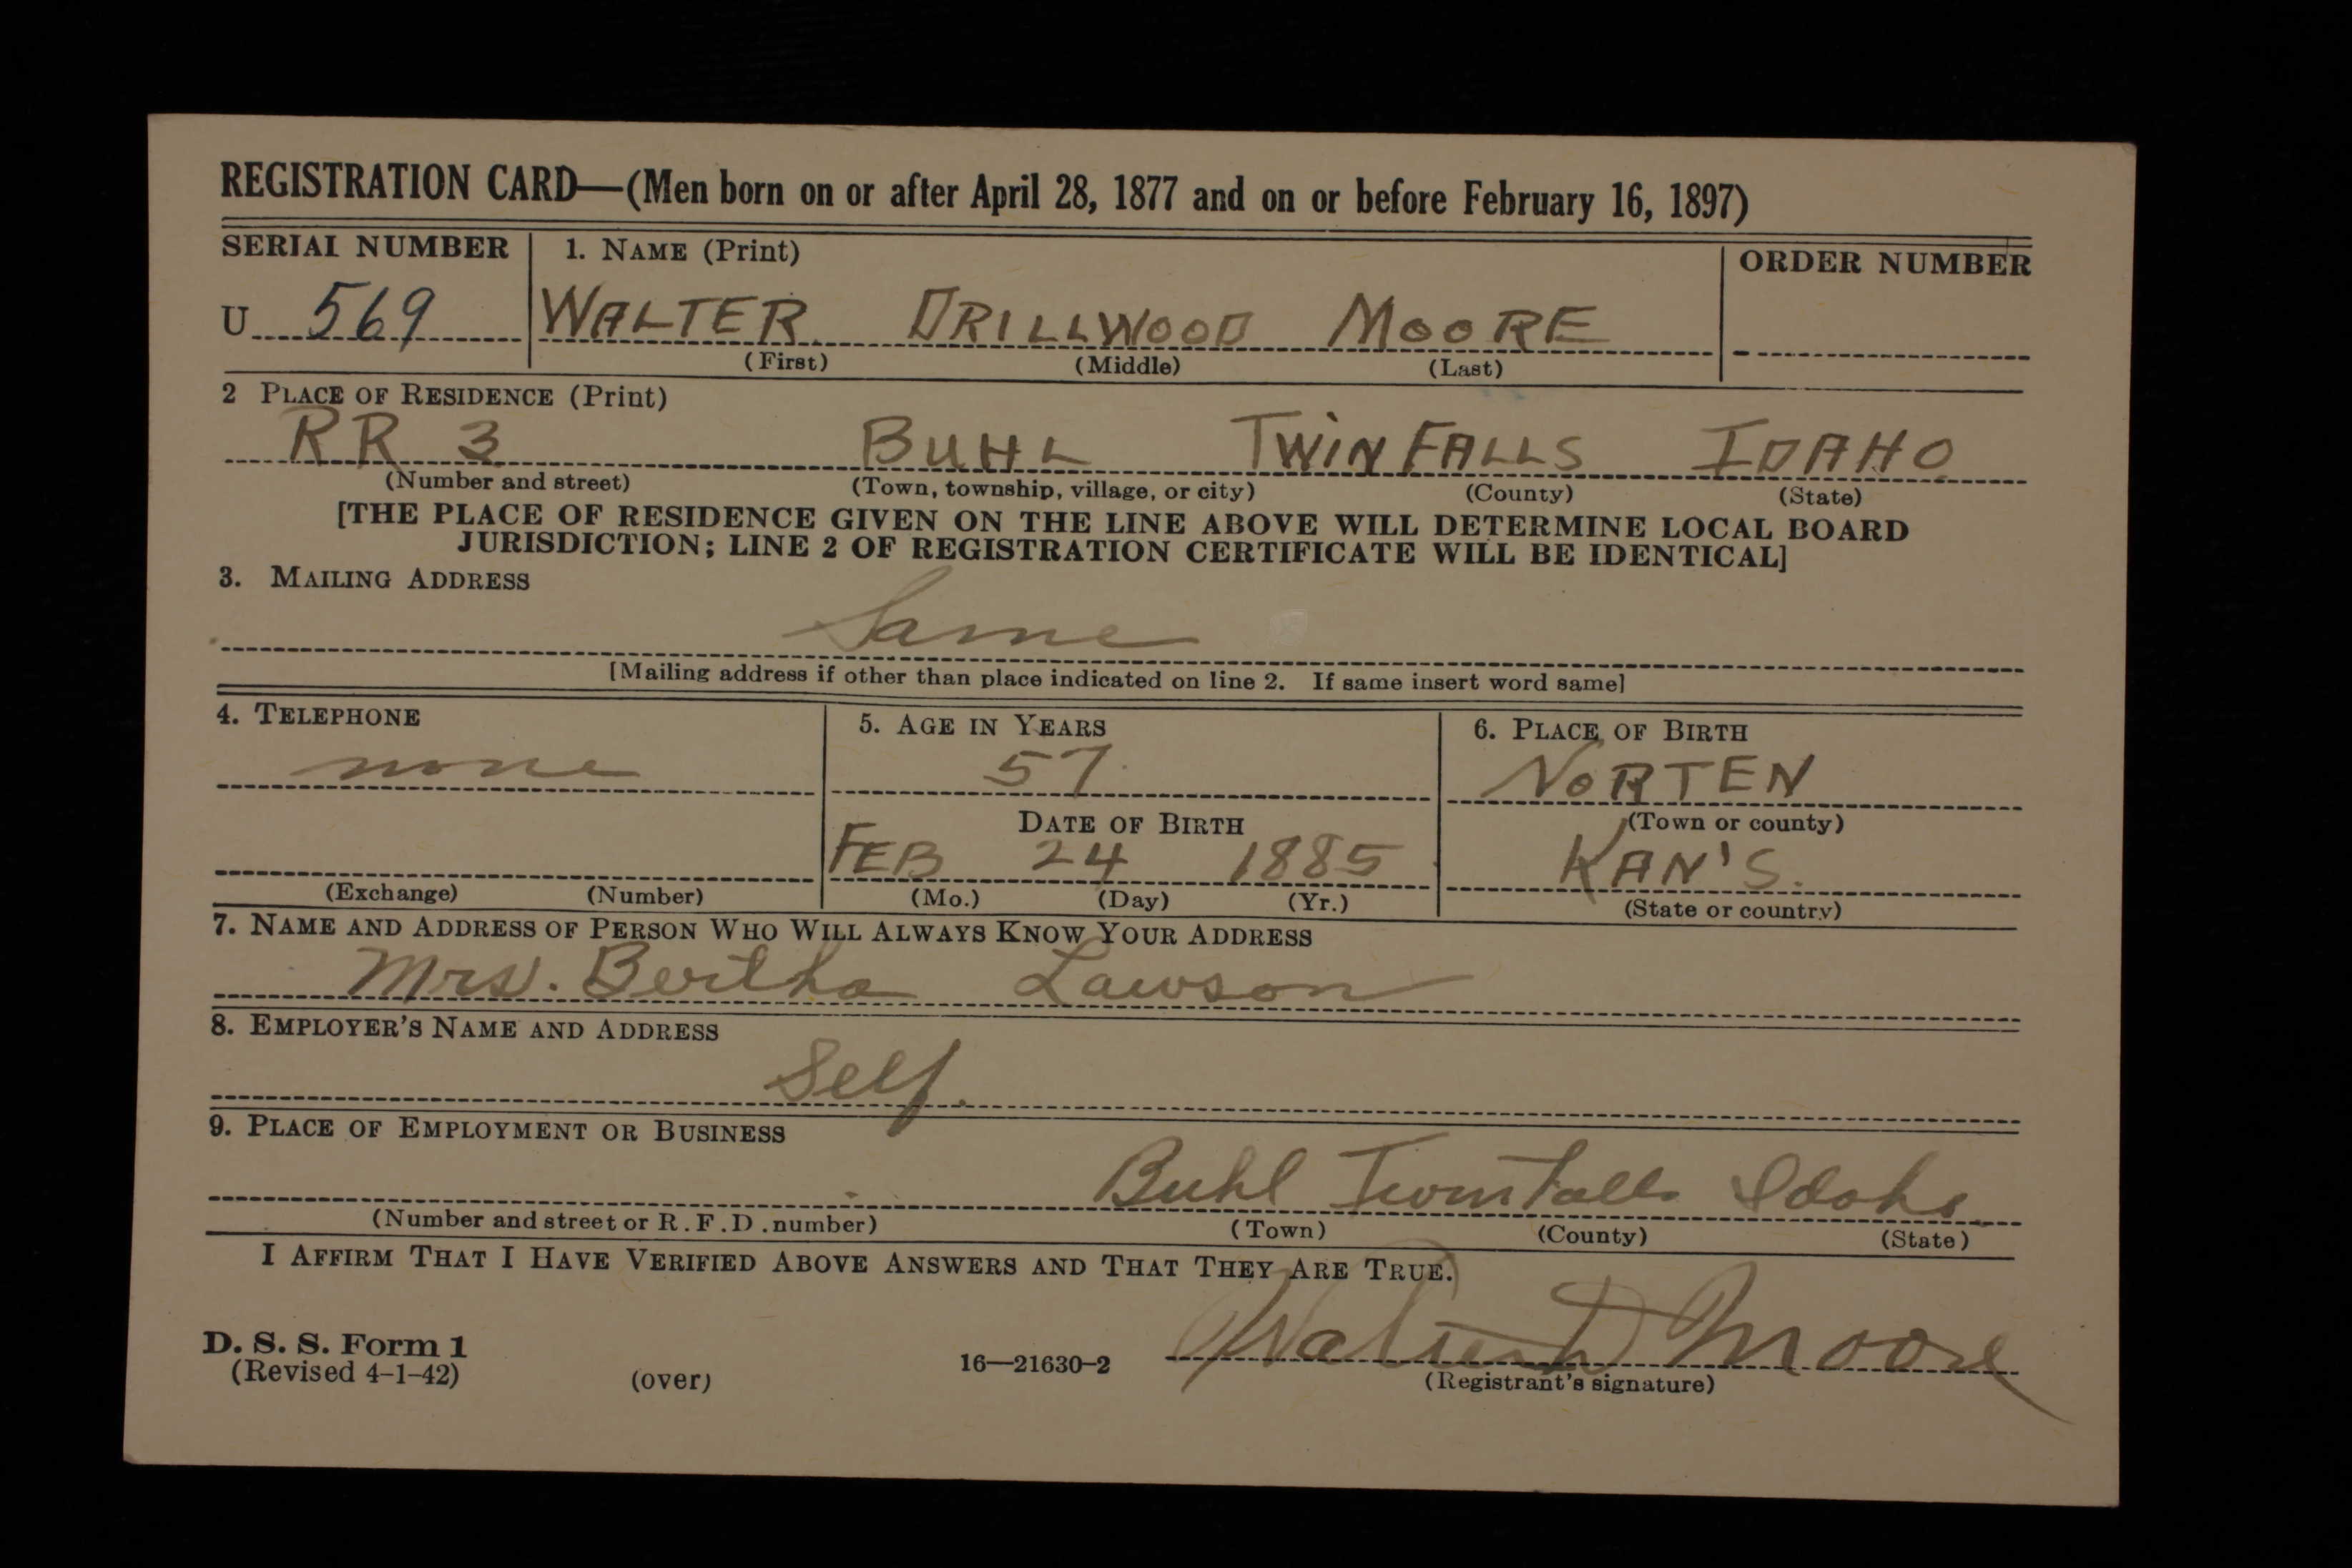 REGISTRATION CARD—(Men born on or after April 28, 1877 and on or before February 16, 1897)
SERIAL NUMBER 1. NAME (Print) ORDER NUMBER
U 569 WALTER DRILLWOOD MOORE
(First) (Middle) (Last)
2 PLACE OF RESIDENCE (Print)
RR 3 BUHL TWIN FALLS IDAHO
(Number and street) (Town, township, village, or city) (County) (State)
[THE PLACE OF RESIDENCE GIVEN ON THE LINE ABOVE WILL DETERMINE LOCAL BOARD
JURISDICTION; LINE 2 OF REGISTRATION CERTIFICATE WILL BE IDENTICAL]
3. MAILING ADDRESS
Same
[Mailing address if other than place indicated on line 2. If same insert word same]
4. TELEPHONE 5. AGE IN YEARS 6. PLACE OF BIRTH
none 57 NORTEN
DATE OF BIRTH (Town or county)
FEB 24 1885 KAN'S.
(Exchange) (Number) (Mo.) (Day) (Yr.) (State or country)
7. NAME AND ADDRESS OF PERSON WHO WILL ALWAYS KNOW YOUR ADDRESS
Mrs. Bertha Lawson
8. EMPLOYER'S NAME AND ADDRESS
Self.
9. PLACE OF EMPLOYMENT OR BUSINESS
Buhl Twin Falls Idaho
(Number and street or R.F.D. number) (Town) (County) (State)
I AFFIRM THAT I HAVE VERIFIED ABOVE ANSWERS AND THAT THEY ARE TRUE.
Walter D Moore
D. S. S. Form 1
(Revised 4-1-42) (over) 16—21630-2 (Registrant's signature)